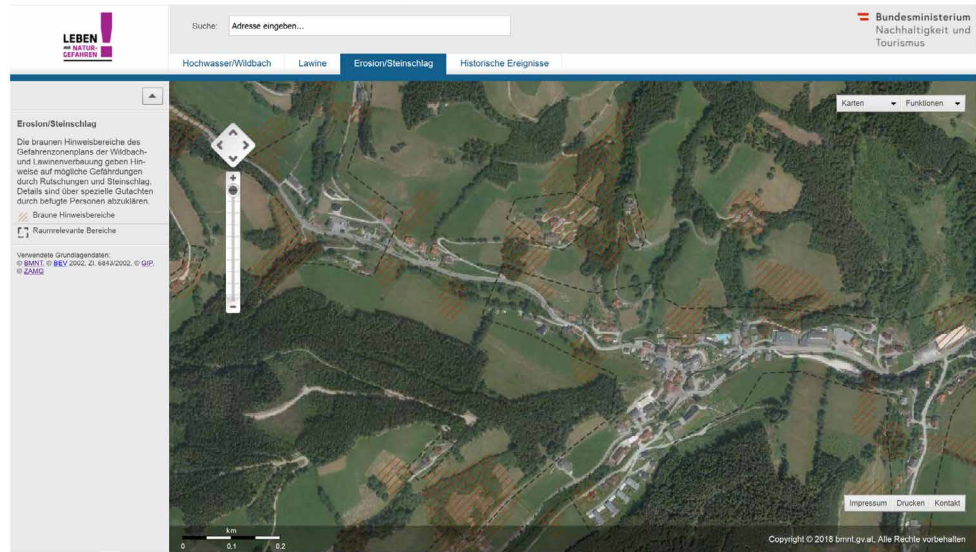 LEBEN
MIT NATUR-
GEFAHREN
Suche: Adresse eingeben...
Bundesministerium
Nachhaltigkeit und
Tourismus
Hochwasser/Wildbach Lawine Erosion/Steinschlag Historische Ereignisse
Karten Funktionen
Erosion/Steinschlag
Die braunen Hinweisbereiche des
Gefahrenzonenplans der Wildbach-
und Lawinenverbauung geben Hin-
weise auf mögliche Gefährdungen
durch Rutschungen und Steinschlag.
Details sind über spezielle Gutachten
durch befugte Personen abzuklären.
Braune Hinweisbereiche
Raumrelevante Bereiche
Verwendete Grundlagendaten:
© BMNT, © BEV 2002, Zl. 6843/2002, © GIP,
© ZAMG
Impressum Drucken Kontakt
km
0 0,1 0,2
Copyright © 2018 bmnt.gv.at, Alle Rechte vorbehalten